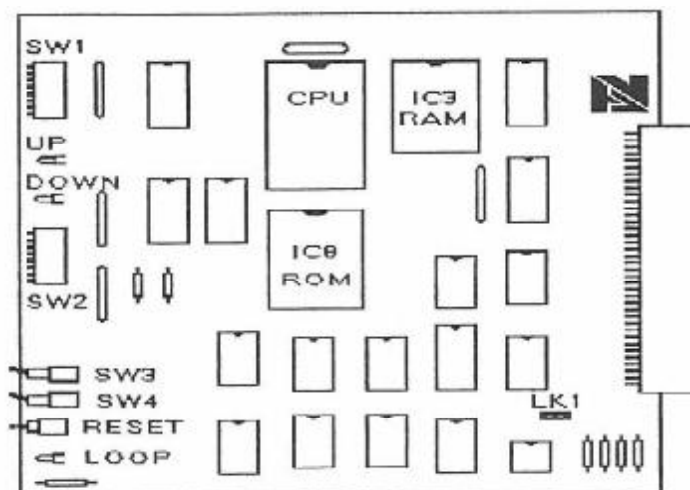 SW1
CPU
IC3
RAM
UP
DOWN
IC8
ROM
SW2
SW3
SW4
LK1
RESET
LOOP